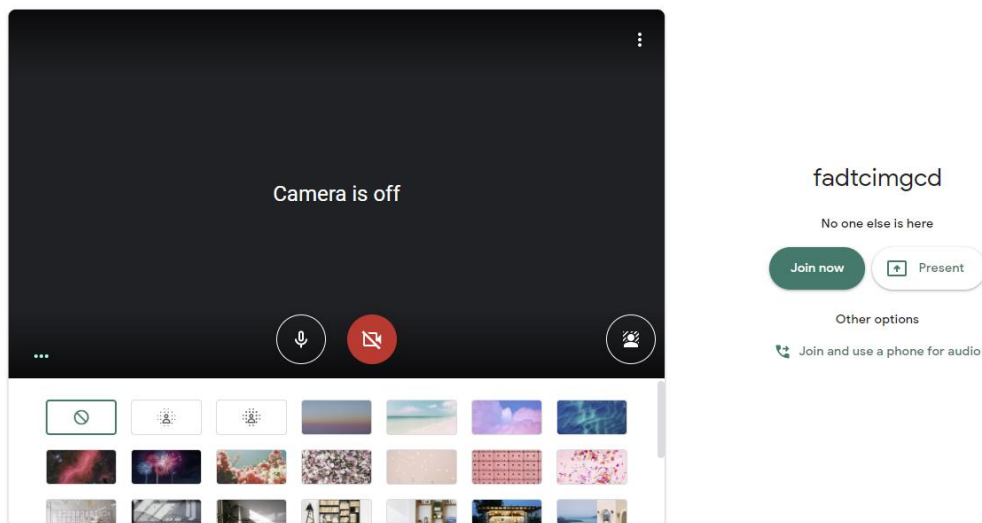 Camera is off
fadtcimgcd
No one else is here
Join now
Present
Other options
Join and use a phone for audio